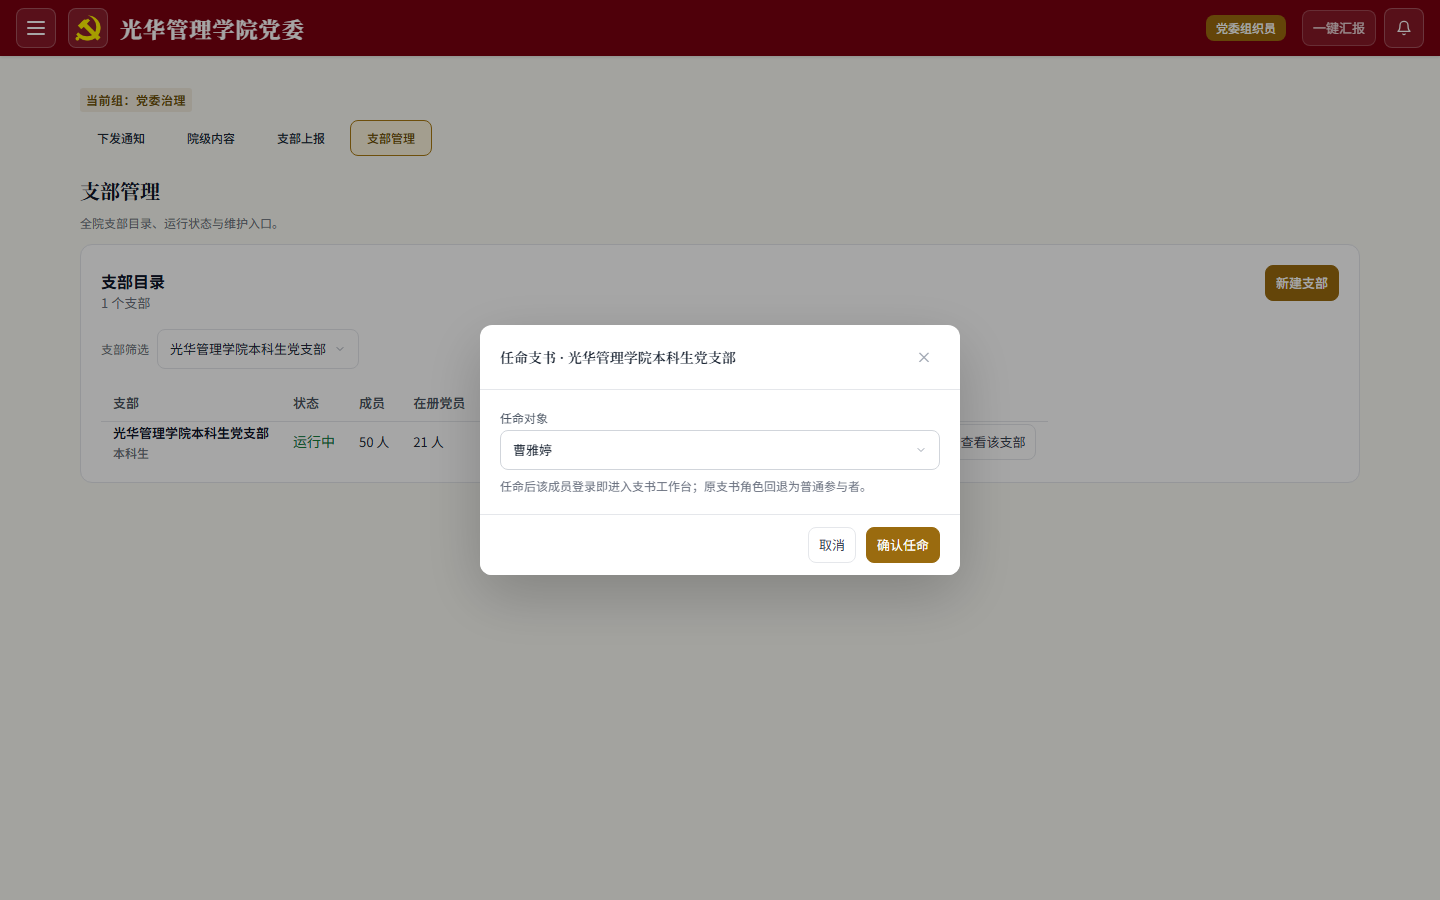 光华管理学院党委
党委组织员
一键汇报
当前组：党委治理
下发通知
院级内容
支部上报
支部管理
支部管理
全院支部目录、运行状态与维护入口。
支部目录
1 个支部
新建支部
支部筛选
光华管理学院本科生党支部
支部
状态
成员
在册党员
光华管理学院本科生党支部
本科生
运行中
50 人
21 人
查看该支部
任命支书 · 光华管理学院本科生党支部
任命对象
曹雅婷
任命后该成员登录即进入支书工作台；原支书角色回退为普通参与者。
取消
确认任命